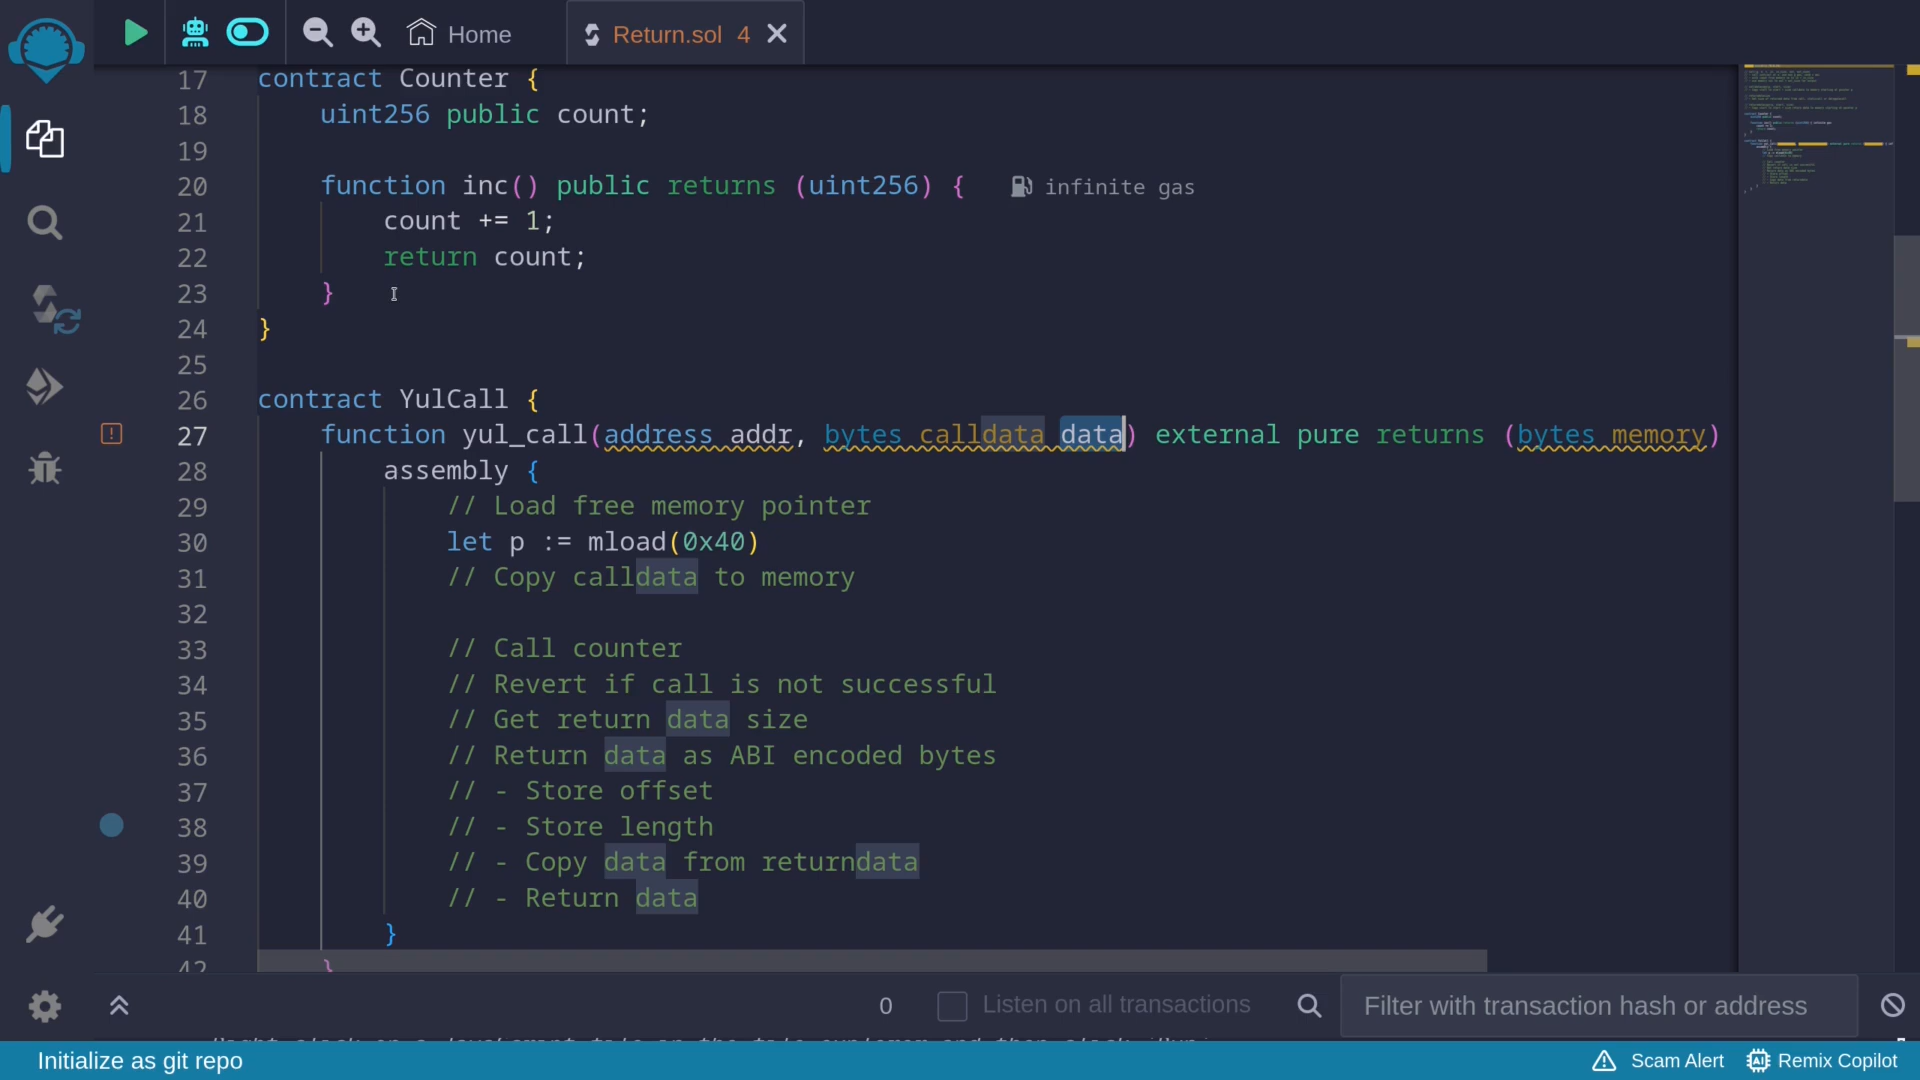 Home
Return.sol 4
17 contract Counter {
18 uint256 public count;
19
20 function inc() public returns (uint256) { infinite gas
21 count += 1;
22 return count;
23 }
24 }
25
26 contract YulCall {
27 function yul_call(address addr, bytes calldata data) external pure returns (bytes memory)
28 assembly {
29 // Load free memory pointer
30 let p := mload(0x40)
31 // Copy calldata to memory
32
33 // Call counter
34 // Revert if call is not successful
35 // Get return data size
36 // Return data as ABI encoded bytes
37 // - Store offset
38 // - Store length
39 // - Copy data from returndata
40 // - Return data
41 }
42 }
0
Listen on all transactions
Filter with transaction hash or address
Initialize as git repo
Scam Alert
Remix Copilot